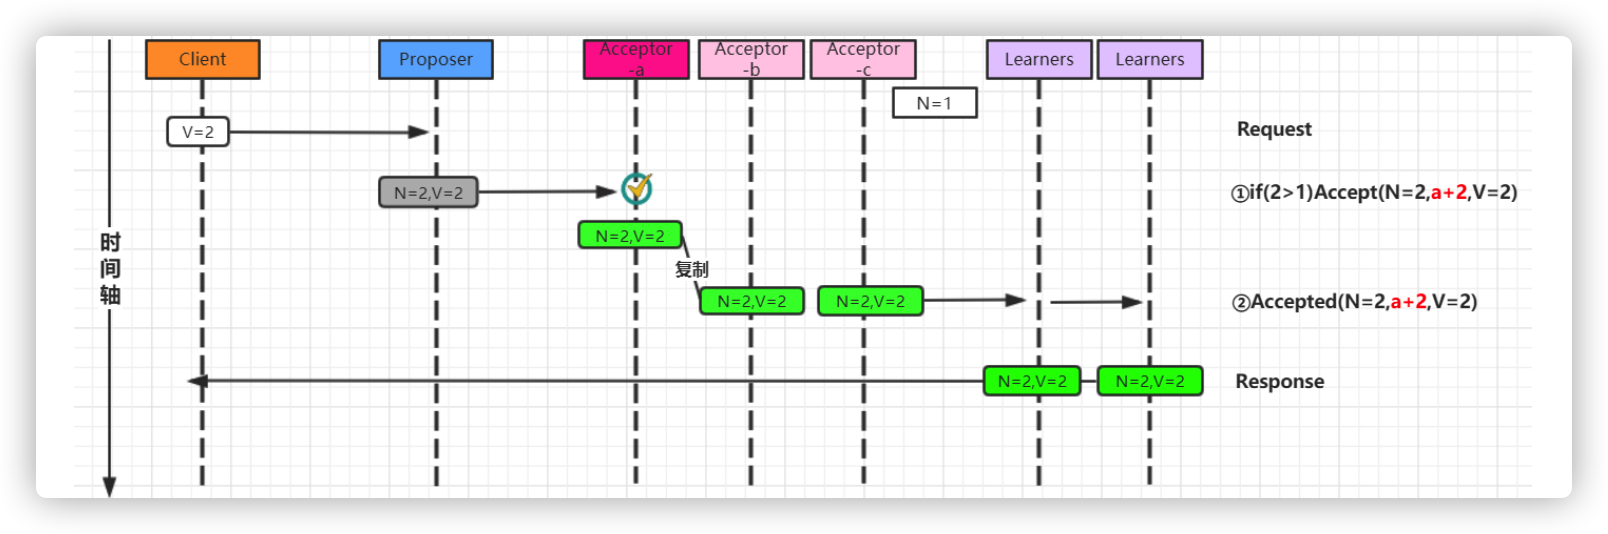 Client
Proposer
Acceptor
-a
Acceptor
-b
Acceptor
-c
Learners
Learners
N=1
V=2
Request
N=2,V=2
①if(2>1)Accept(N=2,a+2,V=2)
N=2,V=2
时
间
轴
复制
N=2,V=2
N=2,V=2
②Accepted(N=2,a+2,V=2)
N=2,V=2
N=2,V=2
Response